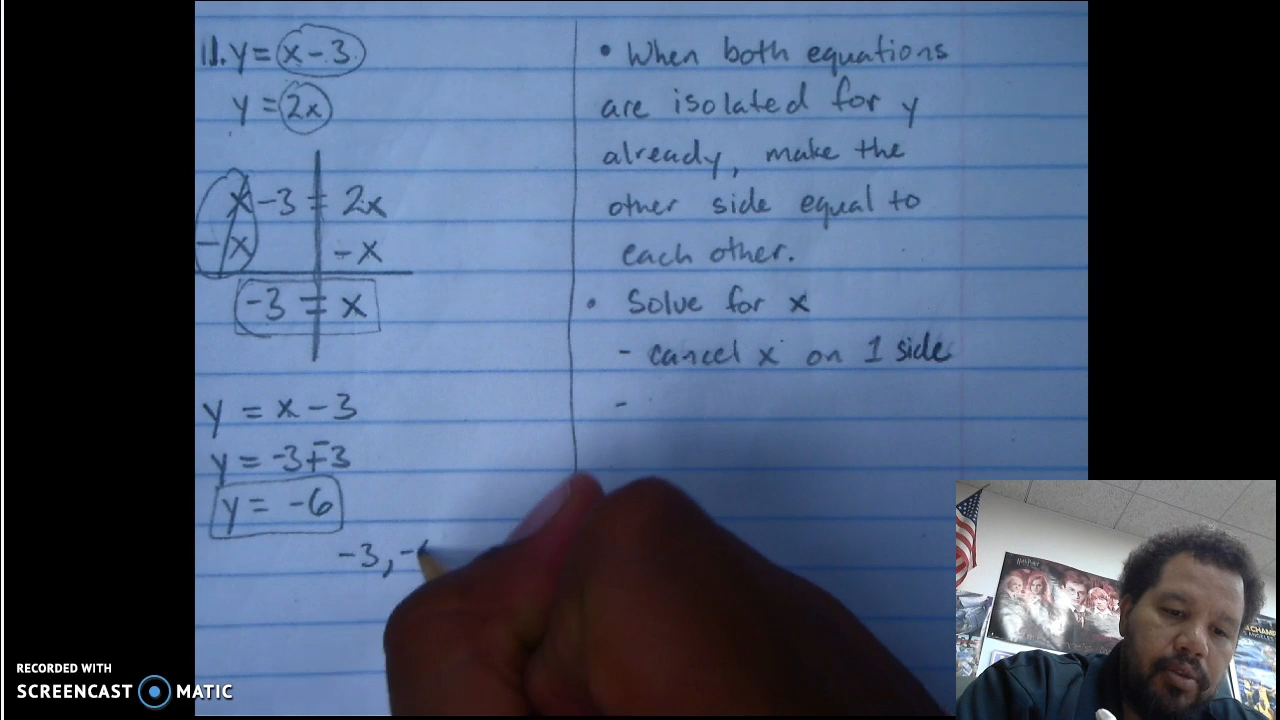 11. y = x - 3
y = 2x
x - 3 = 2x
- x - x
-3 = x
y = x - 3
y = -3 + -3
y = -6
-3, -6
• When both equations
are isolated for y
already, make the
other side equal to
each other.
• Solve for x
- cancel x on 1 side
-
RECORDED WITH
SCREENCAST MATIC